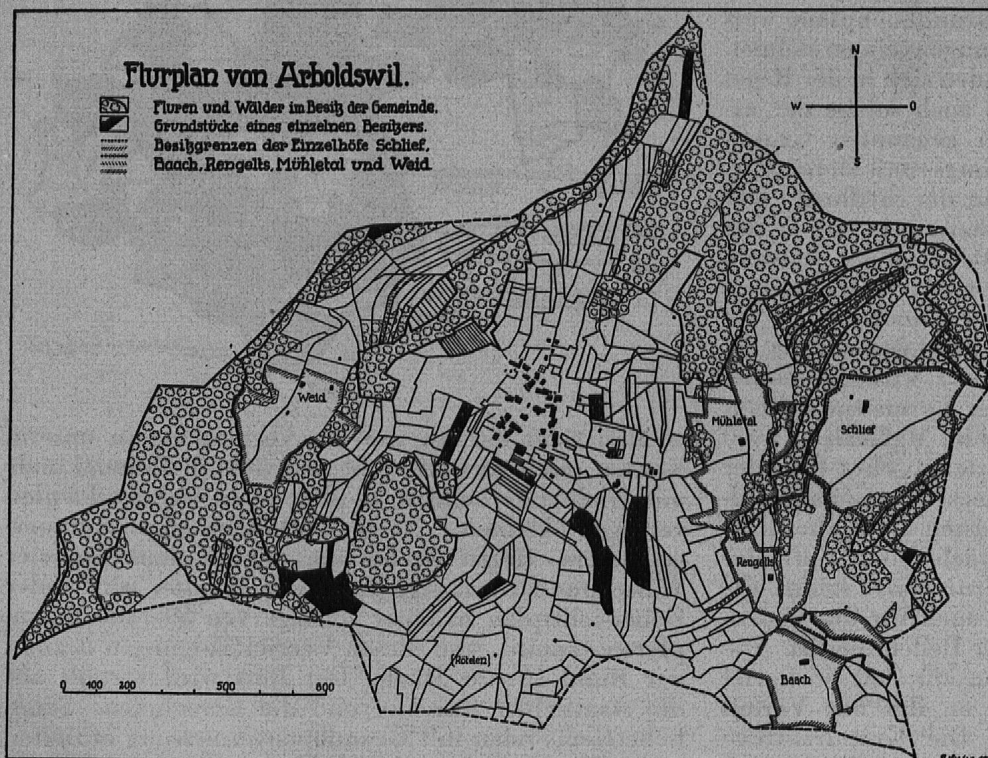 Flurplan von Arboldswil.
Fluren und Wälder im Besitz der Gemeinde.
Grundstücke eines einzelnen Besitzers.
Besitzgrenzen der Einzelhöfe Schlief,
Baach, Rengelts, Mühletal und Weid
N
W O
S
Weid
Mühletal
Schlief
Rengelts
(Rötelen)
Baach
0 100 200 500 800